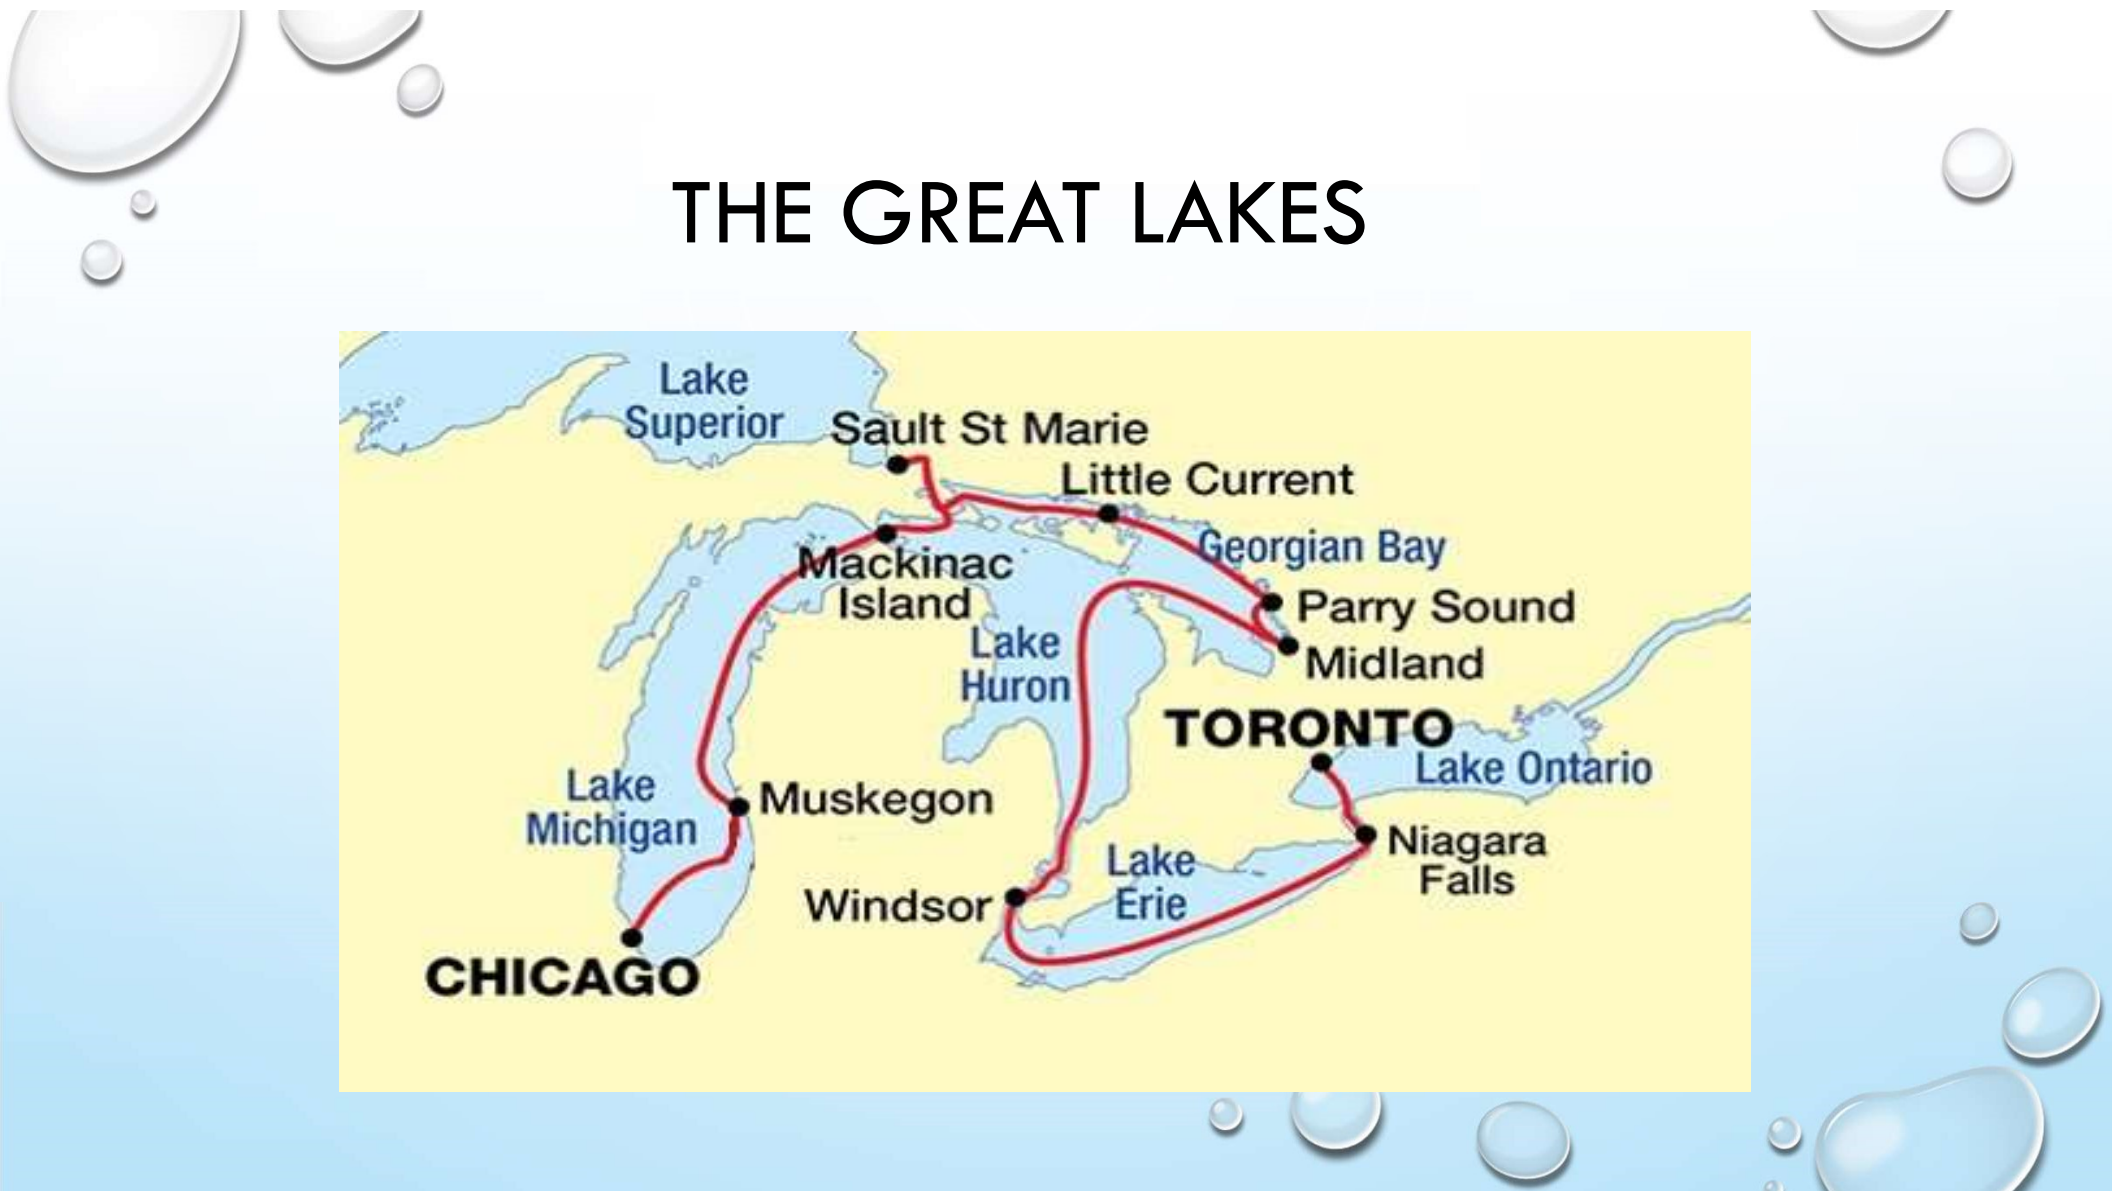 THE GREAT LAKES
Lake
Superior
Sault St Marie
Little Current
Georgian Bay
Mackinac
Island
Parry Sound
Lake
Huron
Midland
TORONTO
Lake Ontario
Lake
Michigan
Muskegon
Niagara
Falls
Lake
Erie
Windsor
CHICAGO